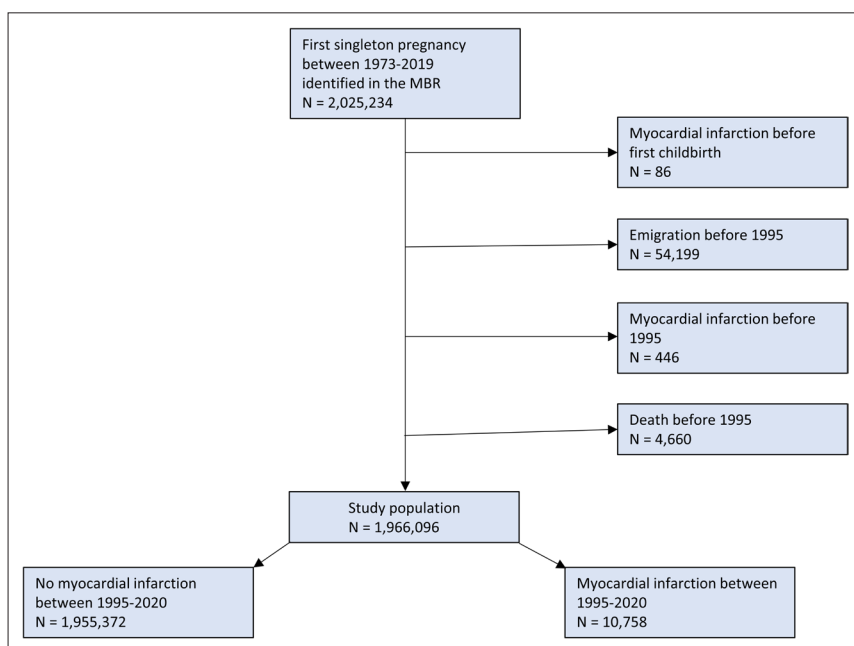 First singleton pregnancy
between 1973-2019
identified in the MBR
N = 2,025,234
Myocardial infarction before
first childbirth
N = 86
Emigration before 1995
N = 54,199
Myocardial infarction before
1995
N = 446
Death before 1995
N = 4,660
Study population
N = 1,966,096
No myocardial infarction
between 1995-2020
N = 1,955,372
Myocardial infarction between
1995-2020
N = 10,758